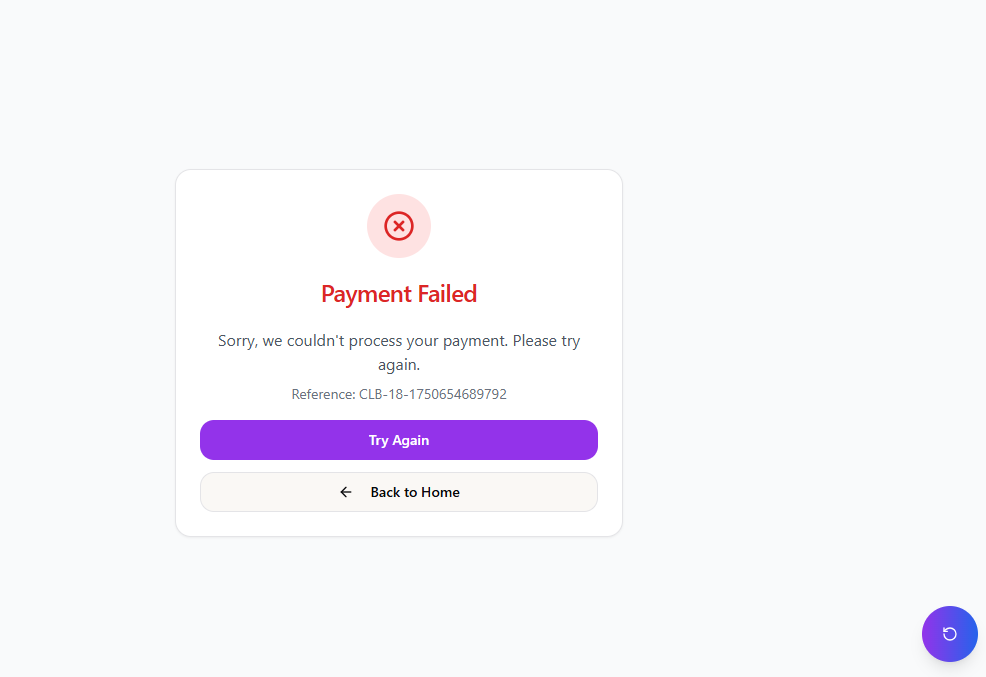 Payment Failed
Sorry, we couldn't process your payment. Please try
again.
Reference: CLB-18-1750654689792
Try Again
Back to Home